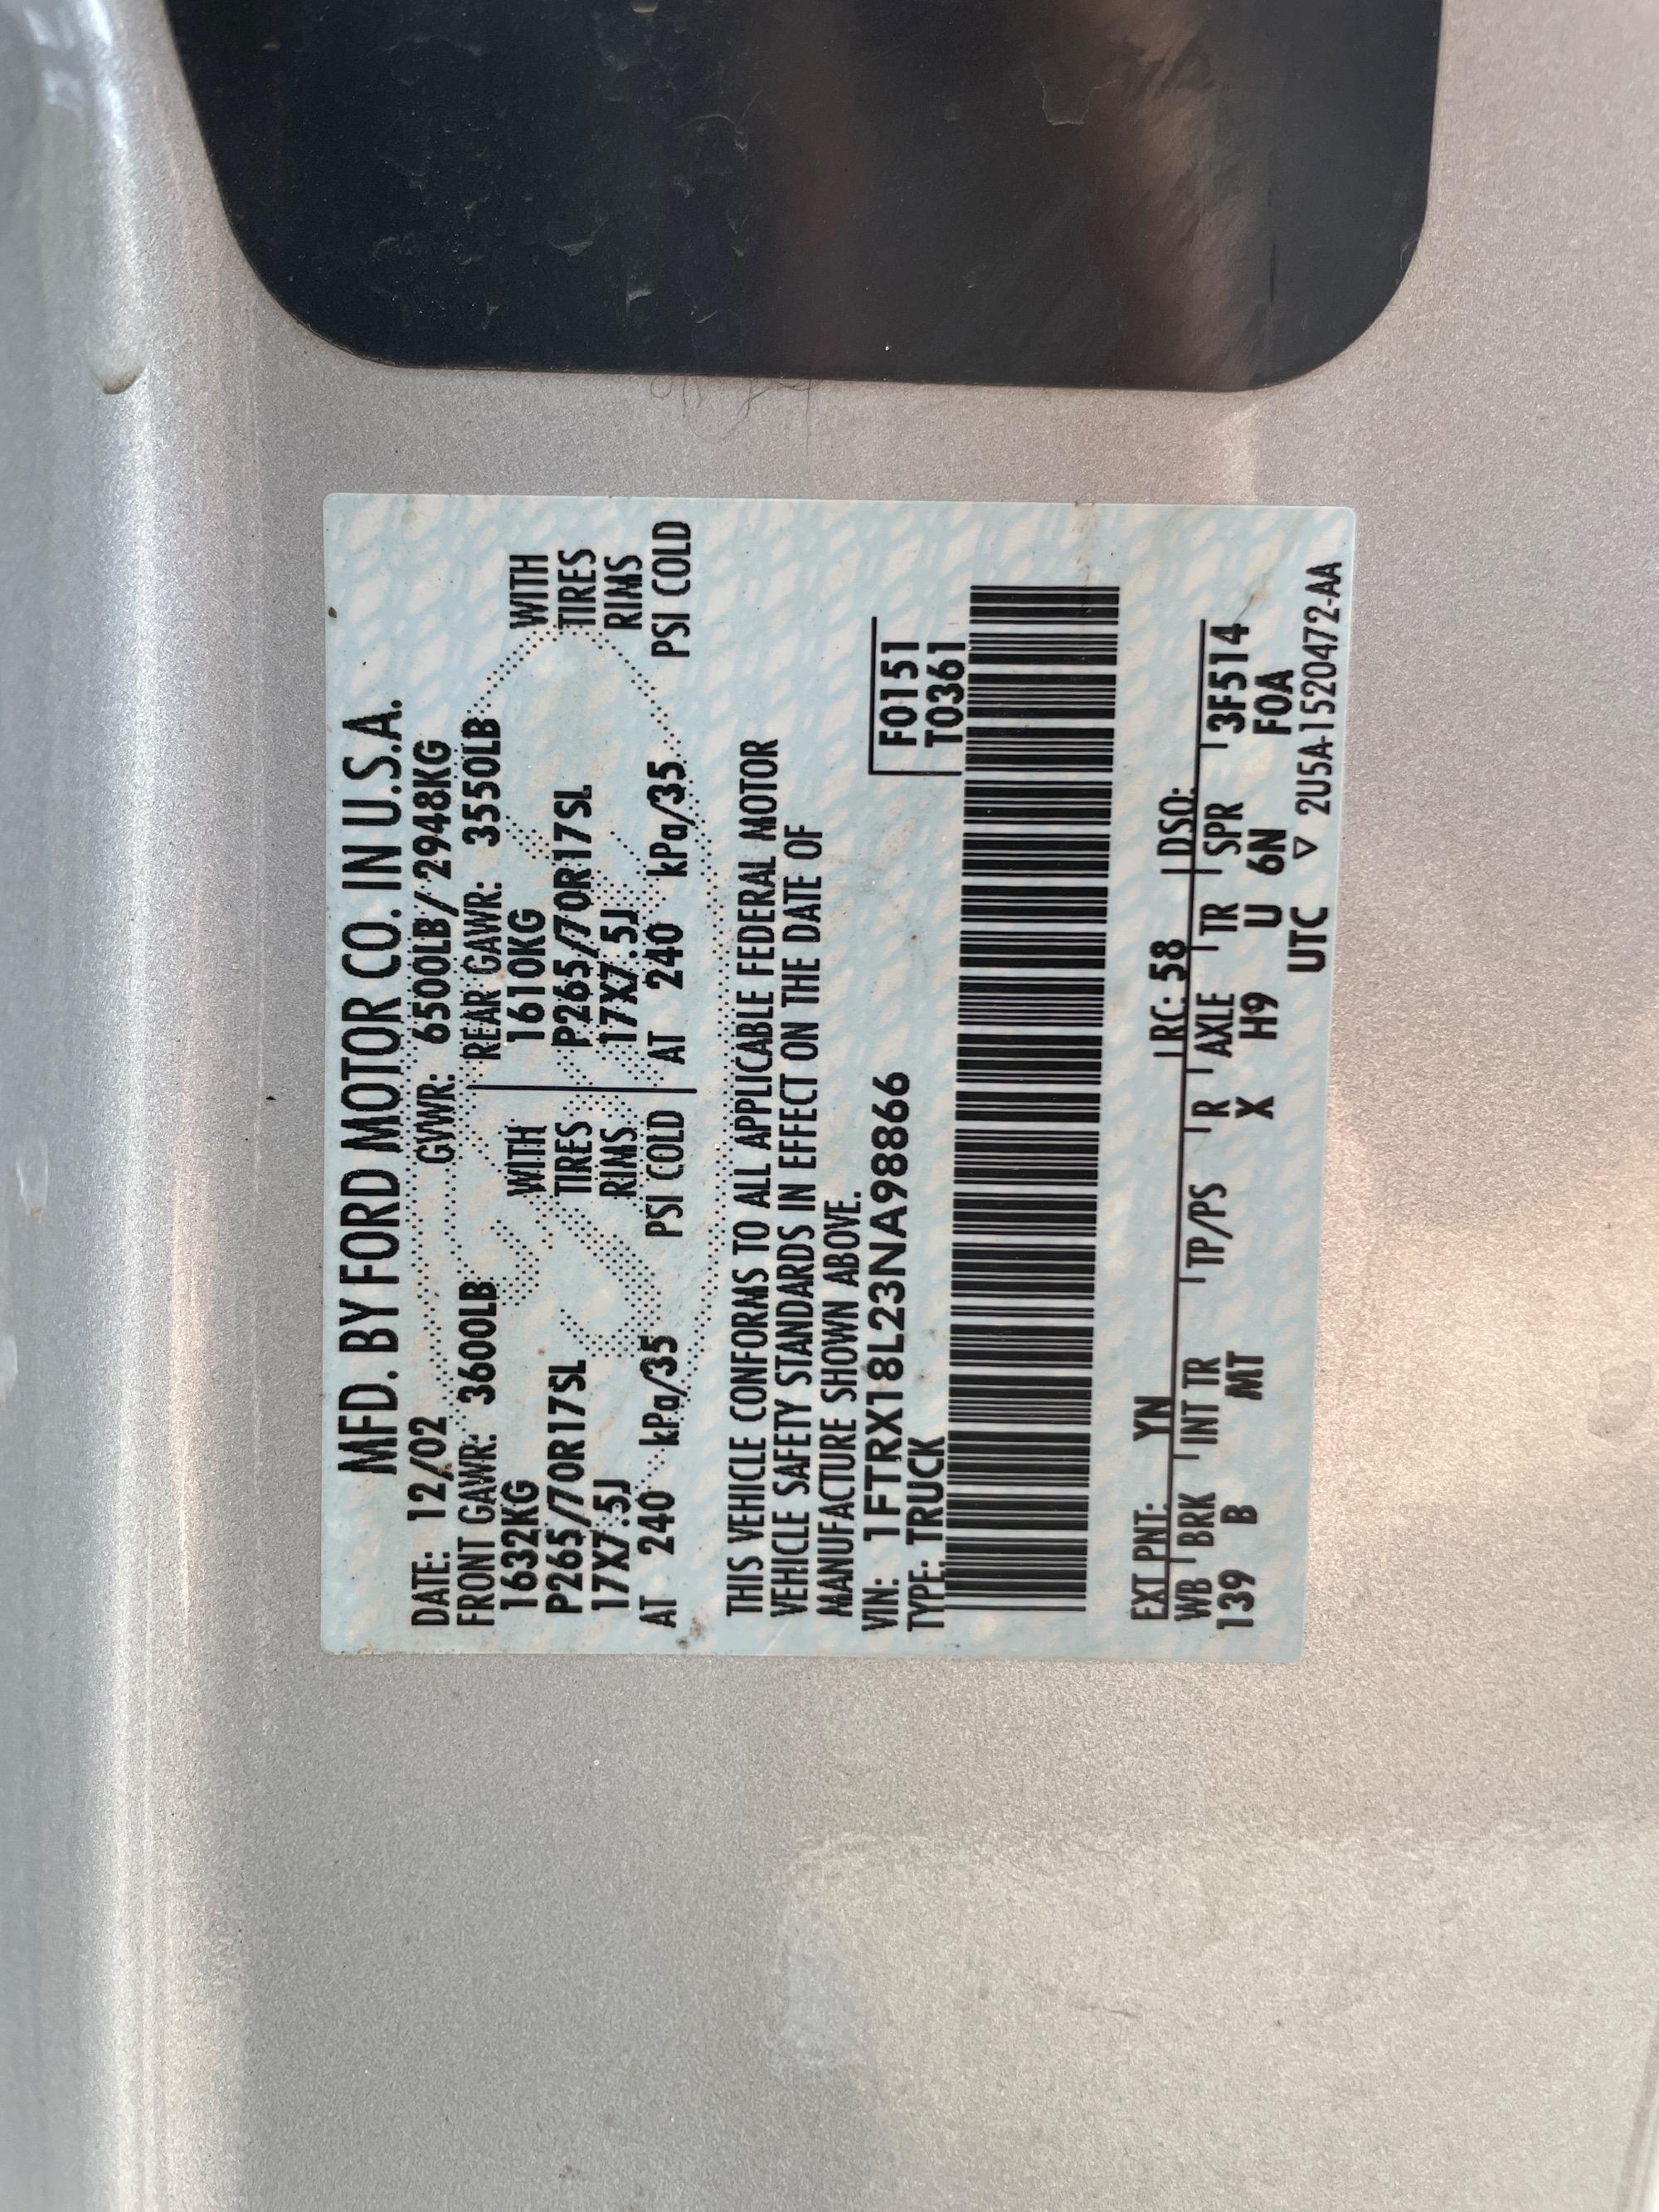 MFD. BY FORD MOTOR CO. IN U.S.A.
DATE: 12/02 GVWR: 6500LB/2948KG
FRONT GAWR: 3600LB REAR GAWR: 3550LB
1632KG WITH 1610KG WITH
P265/70R17SL TIRES P265/70R17SL TIRES
17X7.5J RIMS 17X7.5J RIMS
AT 240 kPa/35 PSI COLD AT 240 kPa/35 PSI COLD
THIS VEHICLE CONFORMS TO ALL APPLICABLE FEDERAL MOTOR
VEHICLE SAFETY STANDARDS IN EFFECT ON THE DATE OF
MANUFACTURE SHOWN ABOVE.
VIN: 1FTRX18L23NA98866 F0151
TYPE: TRUCK T0361
EXT PNT: YN RC: 58 DSO:
WB BRK INT TR TP/PS R AXLE TR SPR 3F514
139 B MT X H9 U 6N F0A
UTC ▽ 2U5A-1520472-AA